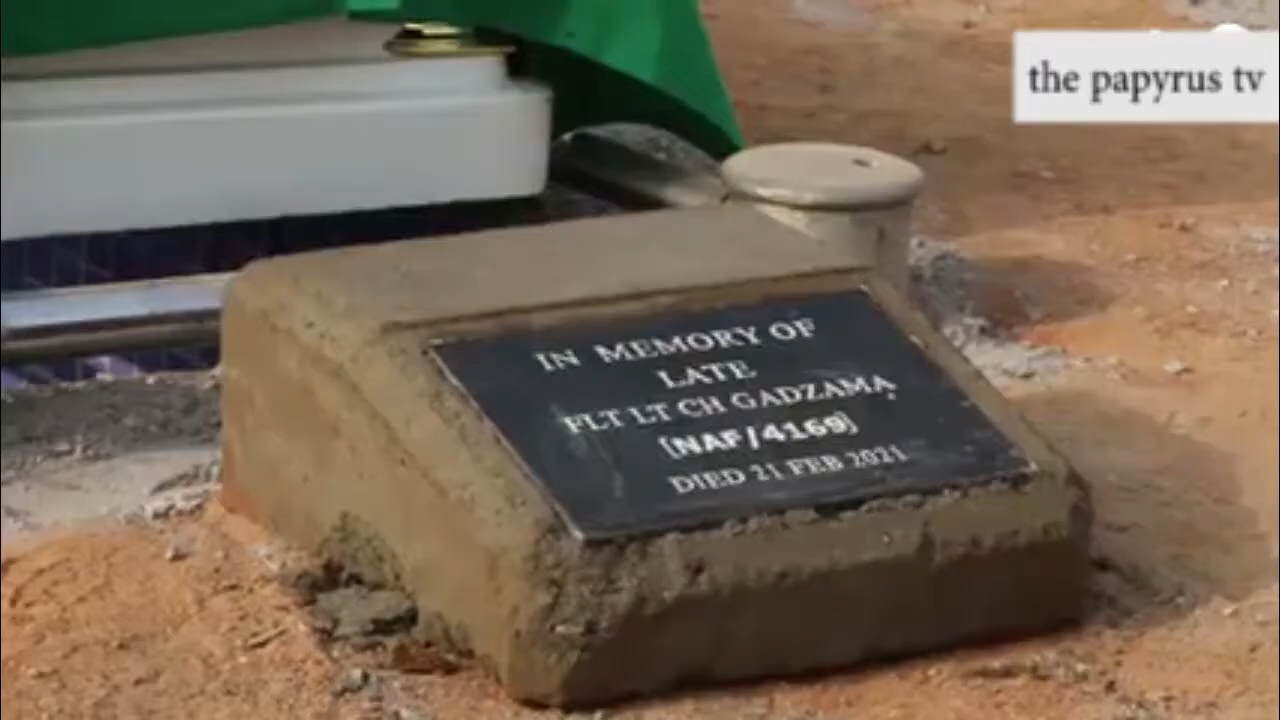 the papyrus tv
IN MEMORY OF
LATE
FLT LT CH GADZAMA
(NAF/4169)
DIED 21 FEB 2021